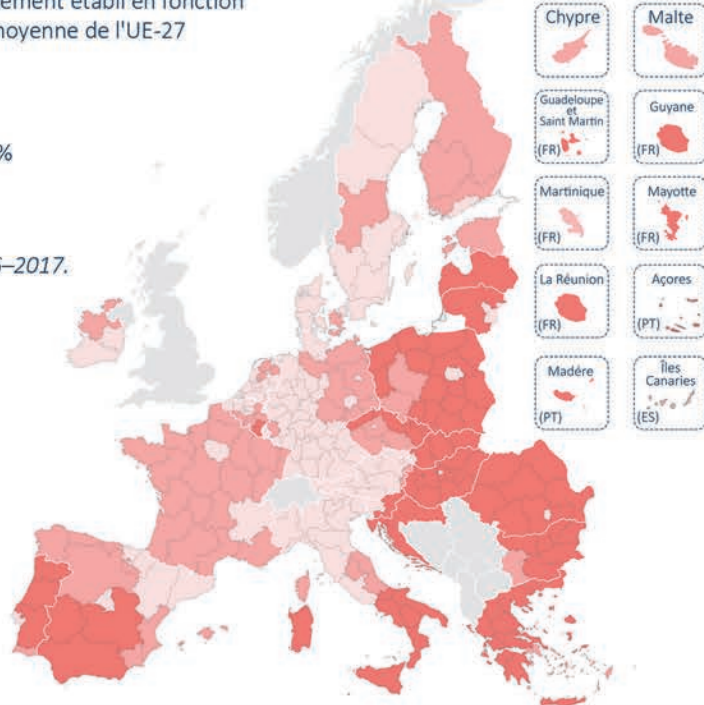 ement établi en fonction
moyenne de l'UE-27
%
–2017.
Chypre
Malte
Guadeloupe
et
Saint Martin
(FR)
Guyane
(FR)
Martinique
(FR)
Mayotte
(FR)
La Réunion
(FR)
Açores
(PT)
Madére
(PT)
Îles
Canaries
(ES)